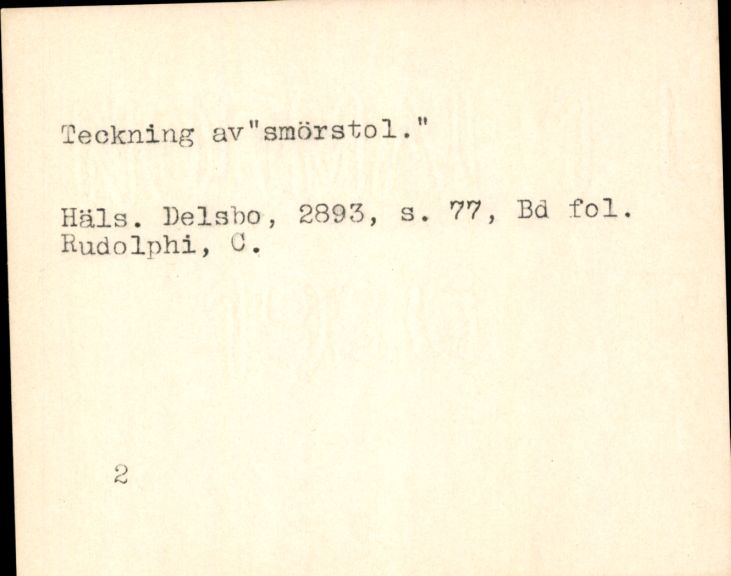 Teckning av"smörstol."
Häls. Delsbo, 2893, s. 77, Bd fol.
Rudolphi, C.
2